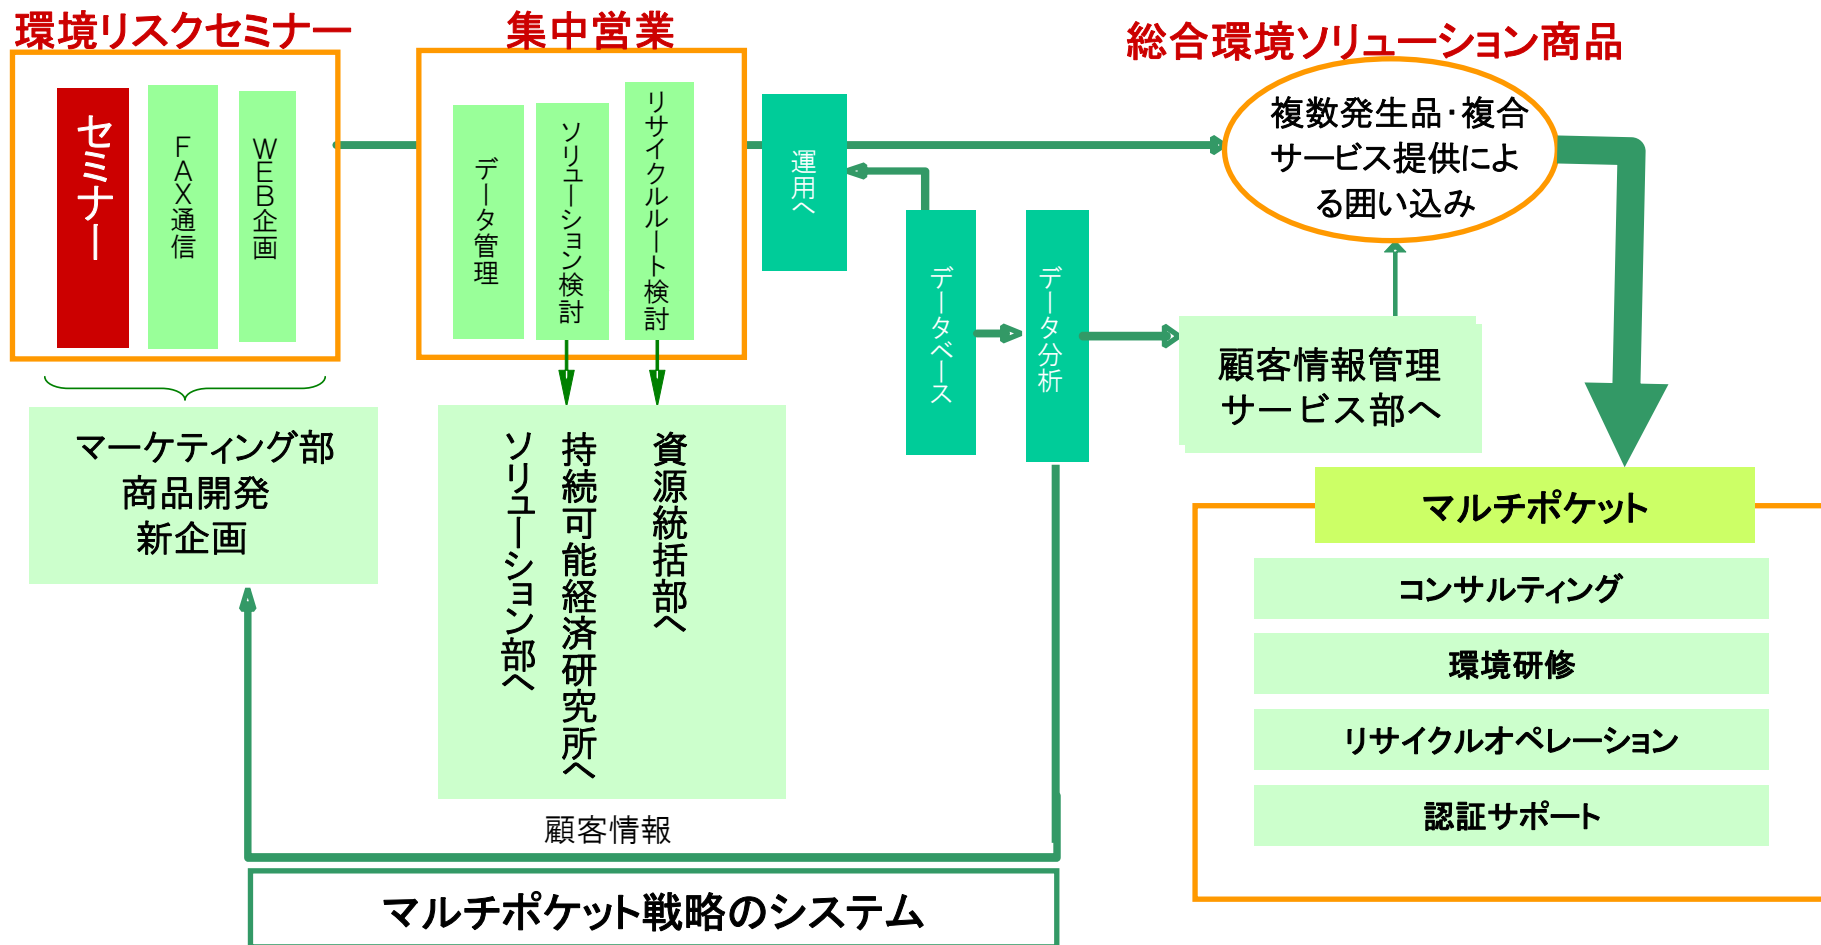 環境リスクセミナー
セミナー
ＦＡＸ通信
ＷＥＢ企画
マーケティング部
商品開発
新企画
集中営業
データ管理
ソリューション検討
リサイクルルート検討
ソリューション部へ
持続可能経済研究所へ
資源統括部へ
運用へ
データベース
データ分析
総合環境ソリューション商品
複数発生品・複合
サービス提供によ
る囲い込み
顧客情報管理
サービス部へ
マルチポケット
コンサルティング
環境研修
リサイクルオペレーション
認証サポート
顧客情報
マルチポケット戦略のシステム